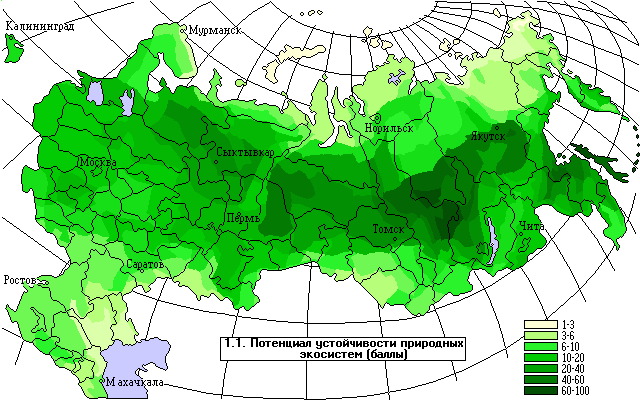 Калининград
Мурманск
Норильск
Якутск
Сыктывкар
Москва
Пермь
Томск
Чита
Саратов
Ростов
Махачкала
1.1. Потенциал устойчивости природных
экосистем (баллы)
1-3
3-6
6-10
10-20
20-40
40-60
60-100